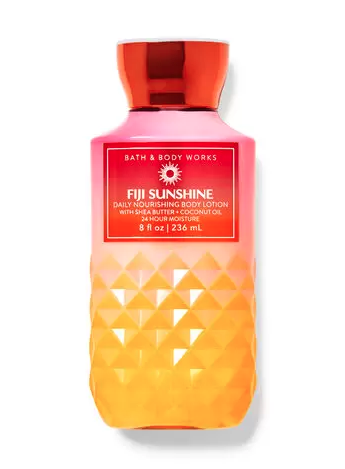 BATH & BODY WORKS
FIJI SUNSHINE
DAILY NOURISHING BODY LOTION
WITH SHEA BUTTER + COCONUT OIL
24 HOUR MOISTURE
8 fl oz | 236 mL